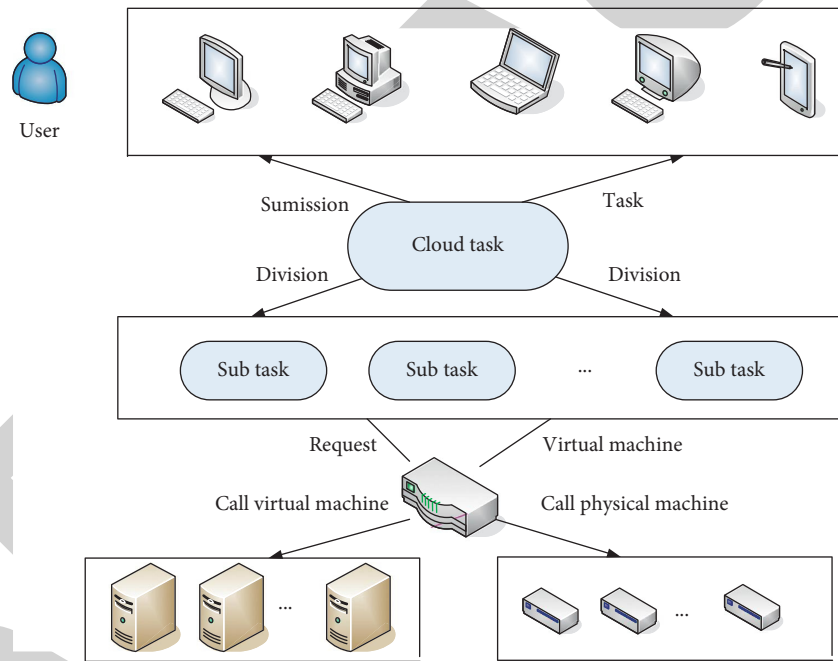 User
Sumission
Task
Cloud task
Division
Division
Sub task
Sub task
...
Sub task
Request
Virtual machine
Call virtual machine
Call physical machine
...
...